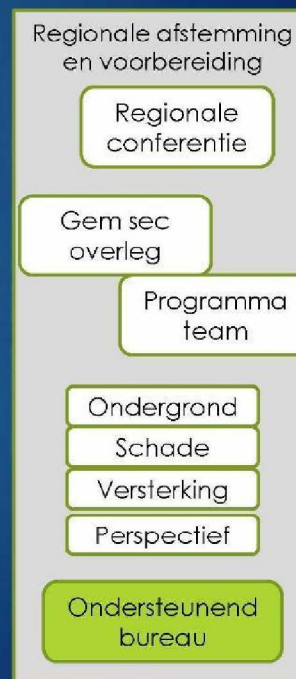 Regionale afstemming
en voorbereiding
Regionale
conferentie
Gem sec
overleg
Programma
team
Ondergrond
Schade
Versterking
Perspectief
Ondersteunend
bureau